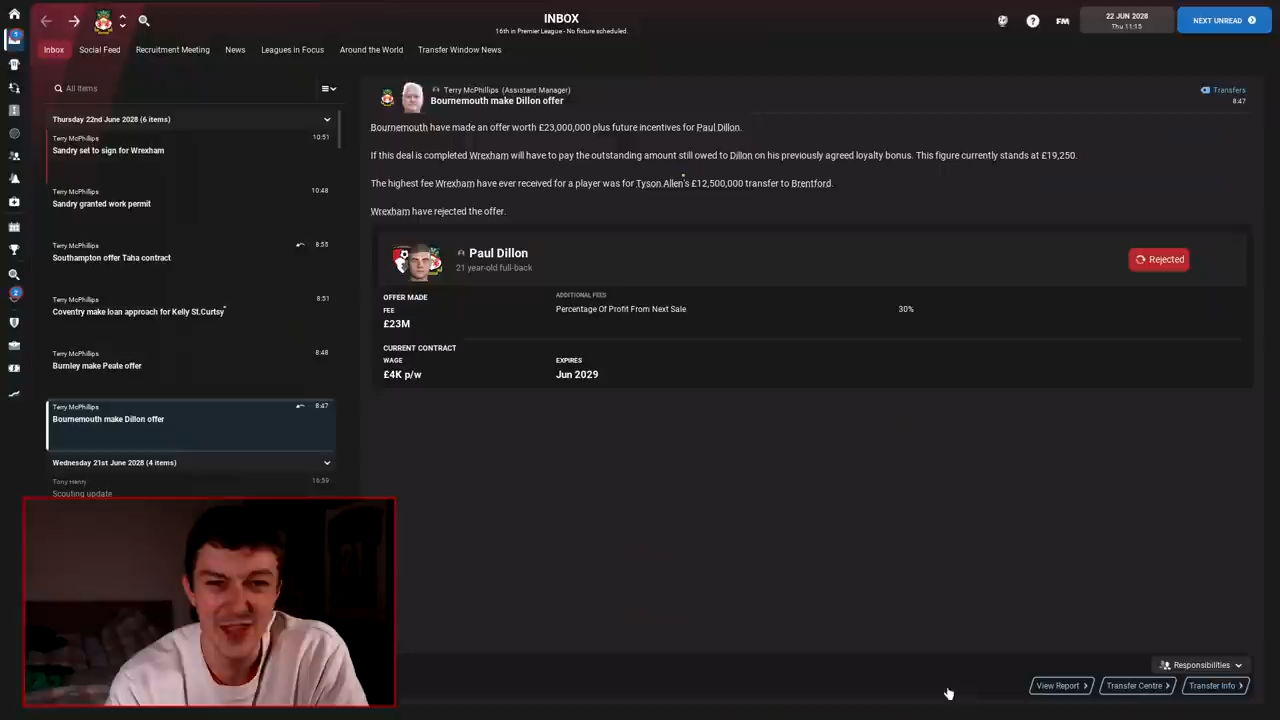 INBOX
16th in Premier League - No fixture scheduled.
FM
22 JUN 2028
Thu 11:15
NEXT UNREAD
Inbox
Social Feed
Recruitment Meeting
News
Leagues in Focus
Around the World
Transfer Window News
All Items
Thursday 22nd June 2028 (6 items)
Terry McPhillips
10:51
Sandry set to sign for Wrexham
Terry McPhillips
10:48
Sandry granted work permit
Terry McPhillips
8:55
Southampton offer Taha contract
Terry McPhillips
8:51
Coventry make loan approach for Kelly St.Curtsy
Terry McPhillips
8:48
Burnley make Peate offer
Terry McPhillips
8:47
Bournemouth make Dillon offer
Wednesday 21st June 2028 (4 items)
Tony Henry
16:59
Scouting update
Terry McPhillips (Assistant Manager)
Bournemouth make Dillon offer
Transfers
8:47
Bournemouth have made an offer worth £23,000,000 plus future incentives for Paul Dillon.
If this deal is completed Wrexham will have to pay the outstanding amount still owed to Dillon on his previously agreed loyalty bonus. This figure currently stands at £19,250.
The highest fee Wrexham have ever received for a player was for Tyson Allen's £12,500,000 transfer to Brentford.
Wrexham have rejected the offer.
Paul Dillon
21 year-old full-back
Rejected
OFFER MADE
FEE
£23M
ADDITIONAL FEES
Percentage Of Profit From Next Sale
30%
CURRENT CONTRACT
WAGE
£4K p/w
EXPIRES
Jun 2029
Responsibilities
View Report
Transfer Centre
Transfer Info